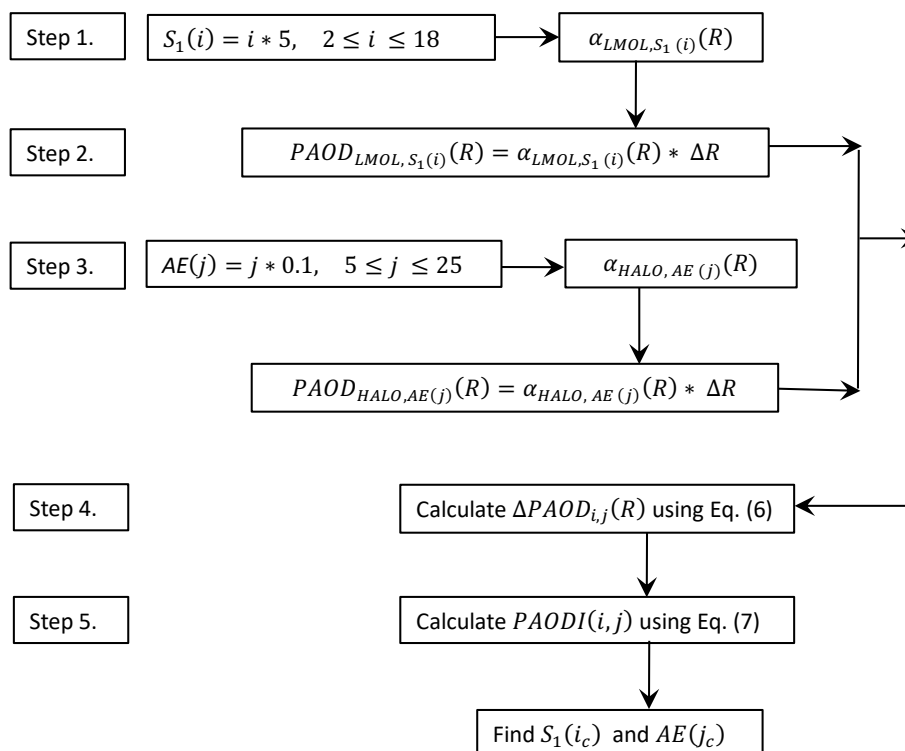 Step 1.
S₁(i) = i ∗ 5, 2 ≤ i ≤ 18
α_{LMOL,S₁ (i)}(R)
Step 2.
PAOD_{LMOL, S₁(i)}(R) = α_{LMOL,S₁ (i)}(R) ∗ ΔR
Step 3.
AE(j) = j ∗ 0.1, 5 ≤ j ≤ 25
α_{HALO, AE (j)}(R)
PAOD_{HALO,AE(j)}(R) = α_{HALO, AE (j)}(R) ∗ ΔR
Step 4.
Calculate ΔPAOD_{i,j}(R) using Eq. (6)
Step 5.
Calculate PAODI(i,j) using Eq. (7)
Find S₁(i_c) and AE(j_c)